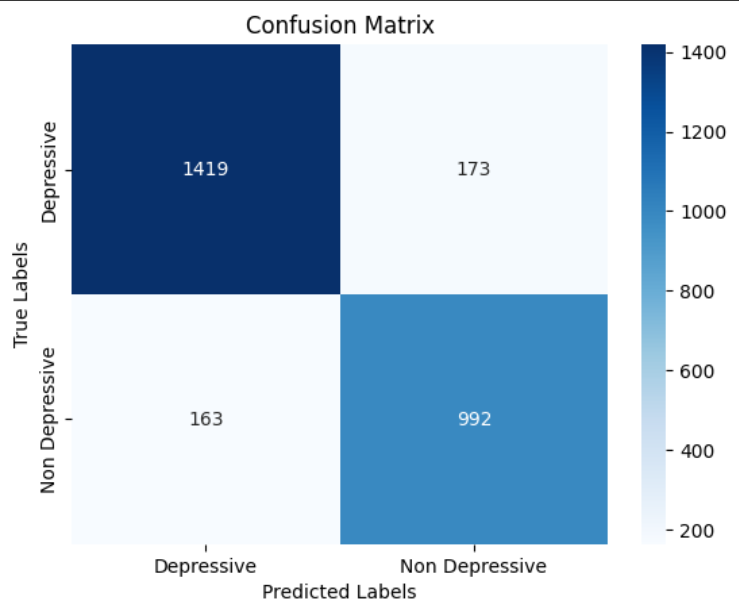 Confusion Matrix
Depressive
1419
173
Non Depressive
163
992
True Labels
Depressive
Non Depressive
Predicted Labels
1400
1200
1000
800
600
400
200